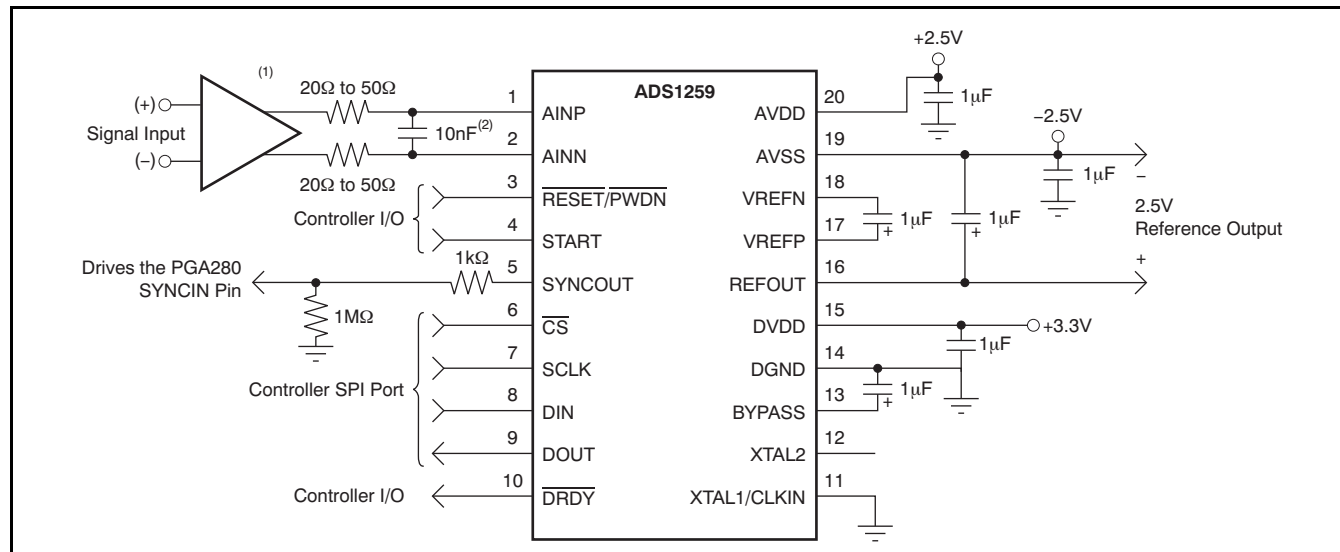 (1)
(+)
Signal Input
(−)
20Ω to 50Ω
10nF(2)
20Ω to 50Ω
Controller I/O
Drives the PGA280
SYNCIN Pin
1kΩ
1MΩ
Controller SPI Port
Controller I/O
ADS1259
1 AINP
2 AINN
3 RESET/PWDN
4 START
5 SYNCOUT
6 CS
7 SCLK
8 DIN
9 DOUT
10 DRDY
AVDD 20
AVSS 19
VREFN 18
VREFP 17
REFOUT 16
DVDD 15
DGND 14
BYPASS 13
XTAL2 12
XTAL1/CLKIN 11
+2.5V
1μF
−2.5V
1μF
1μF
+
1μF
+
−
2.5V
Reference Output
+
+3.3V
1μF
1μF
+